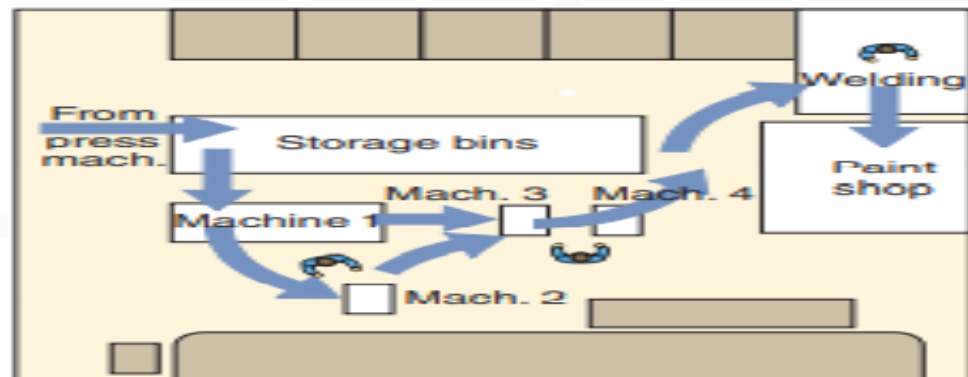 From
press
mach.
Storage bins
Welding
Paint
shop
Mach. 3
Mach. 4
Machine 1
Mach. 2